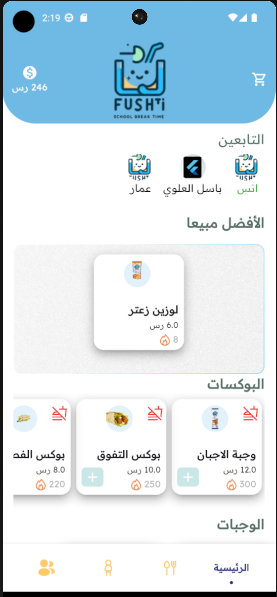 2:19
246 رس
FUSHTi
SCHOOL BREAK TIME
التابعين
انس
باسل العلوي
عمار
الأفضل مبيعا
لوزين زعتر
6.0 رس
8
البوكسات
وجبة الاجبان
12.0 رس
300
بوكس التفوق
10.0 رس
250
بوكس الفص
8.0 رس
220
الوجبات
الرئيسية